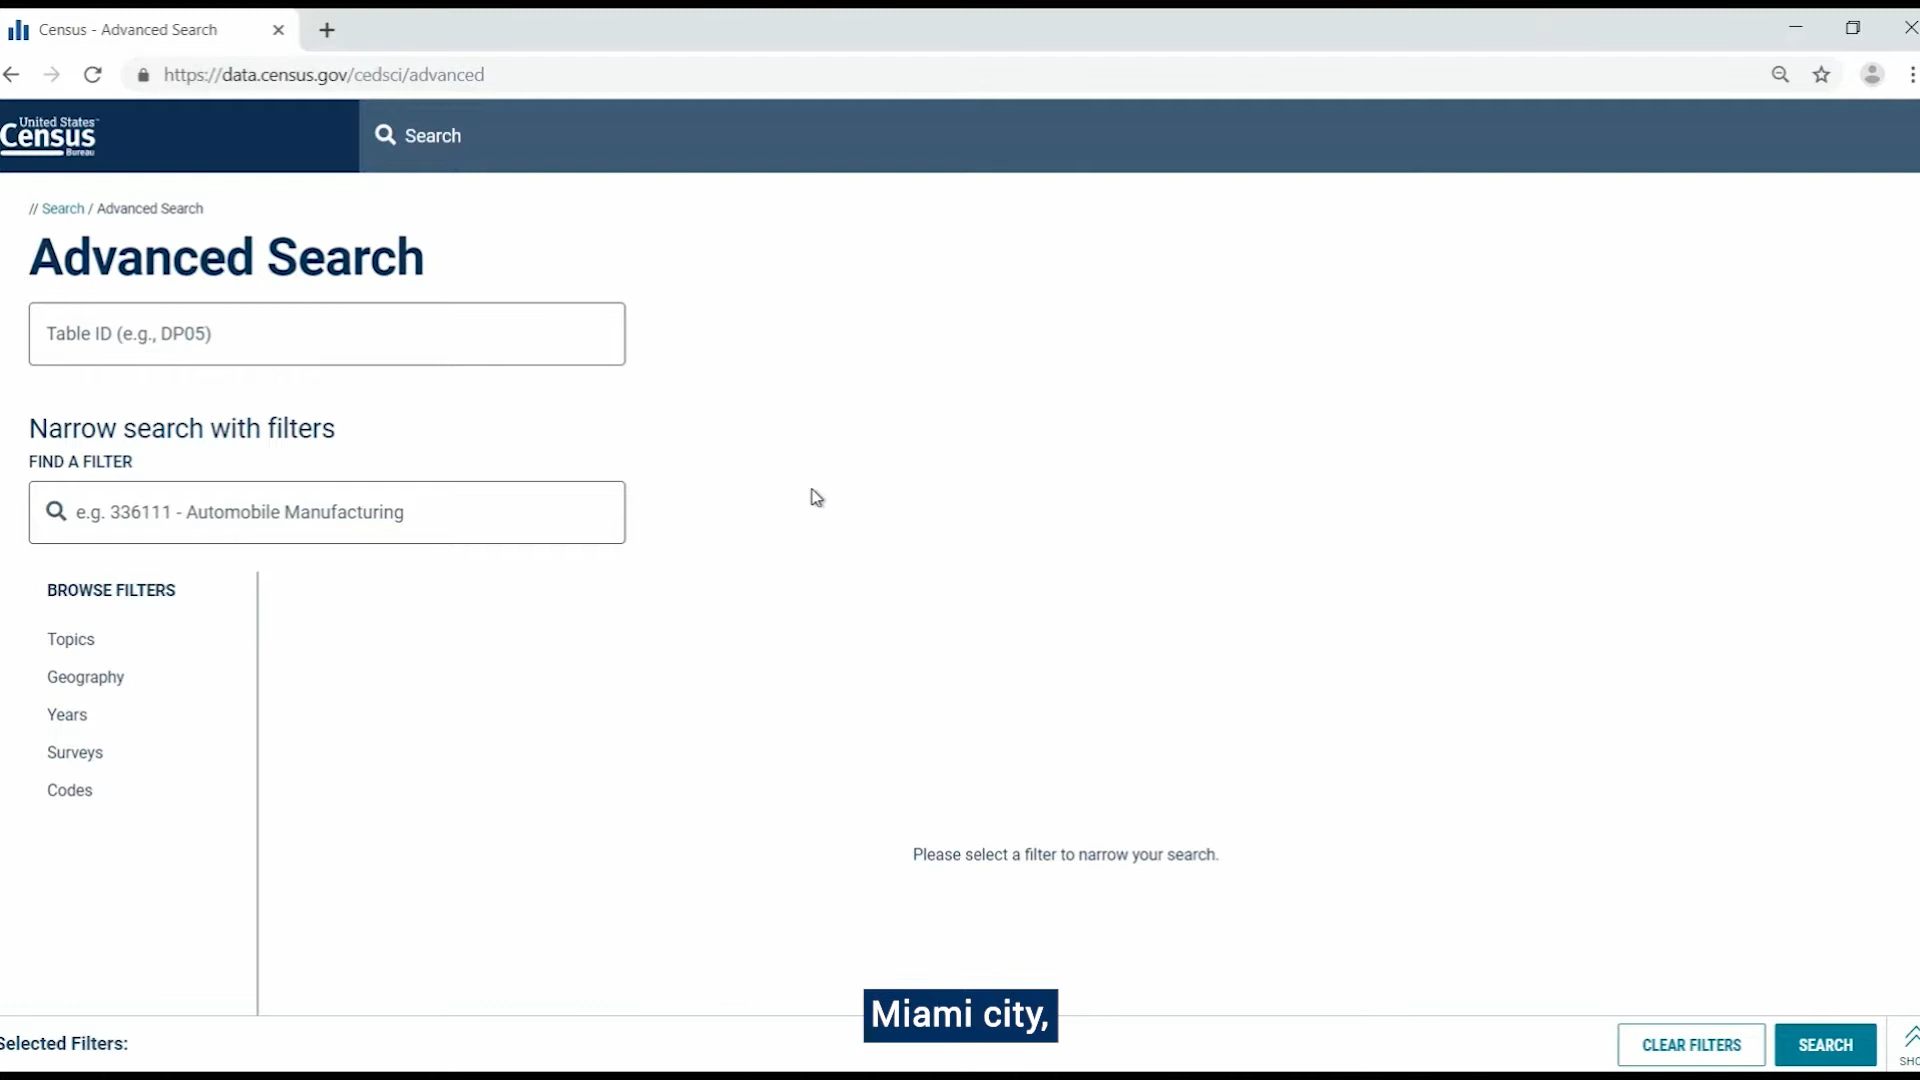 Census - Advanced Search
https://data.census.gov/cedsci/advanced
United States™
Census
Bureau
Search
// Search / Advanced Search
Advanced Search
Table ID (e.g., DP05)
Narrow search with filters
FIND A FILTER
e.g. 336111 - Automobile Manufacturing
BROWSE FILTERS
Topics
Geography
Years
Surveys
Codes
Please select a filter to narrow your search.
Miami city,
Selected Filters:
CLEAR FILTERS
SEARCH